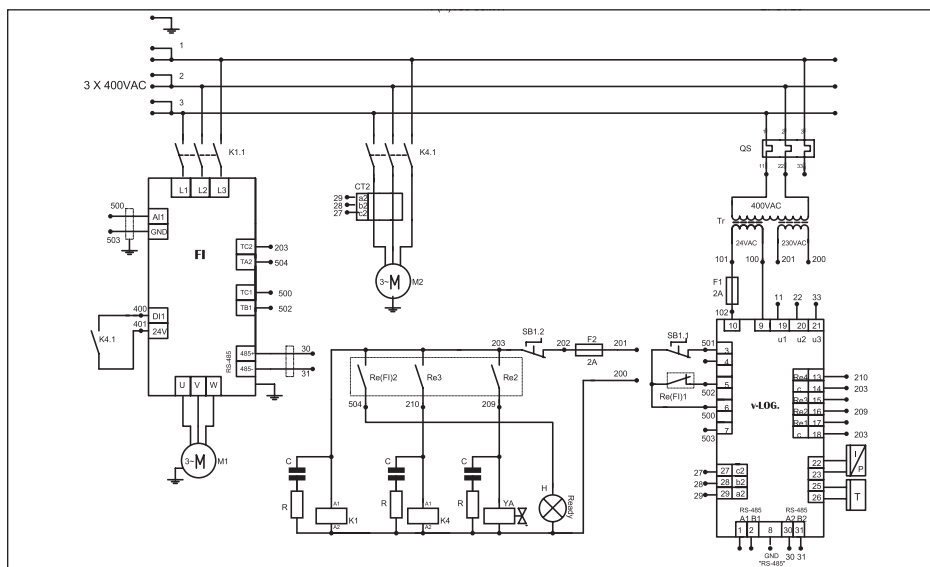 1
2
3 X 400VAC
3
K1.1
K4.1
QS
1 2 3
11 22 33
L1 L2 L3
CT2
29 a2
28 b2
27 c2
400VAC
Tr
24VAC 230VAC
500 AI1
503 GND
FI
TC2 203
TA2 504
TC1 500
TB1 502
3~ M M2
101 100 201 200
F1
2A
102
11 22 33
10 9 19 20 21
u1 u2 u3
400 DI1
401 24V
K4.1
RS-485
485+ 30
485- 31
U V W
3~ M M1
203 SB1.2 202 F2 201
2A
200
Re(FI)2 Re3 Re2
504 210 209
SB1.1
501 3
4
5
502
Re(FI)1
6
500
7
503
v-LOG.
Re4 13 210
c 14 203
Re3 15
Re2 16 209
Re1 17
c 18 203
22 I
23 P
25 T
26
27 27 c2
28 28 b2
29 29 a2
C C C
R R R
A1 A1
K1 K4 YA
A2 A2
H
Ready
RS-485 RS-485
A1 B1 A2 B2
1 2 8 30 31
GND 30 31
"RS-485"